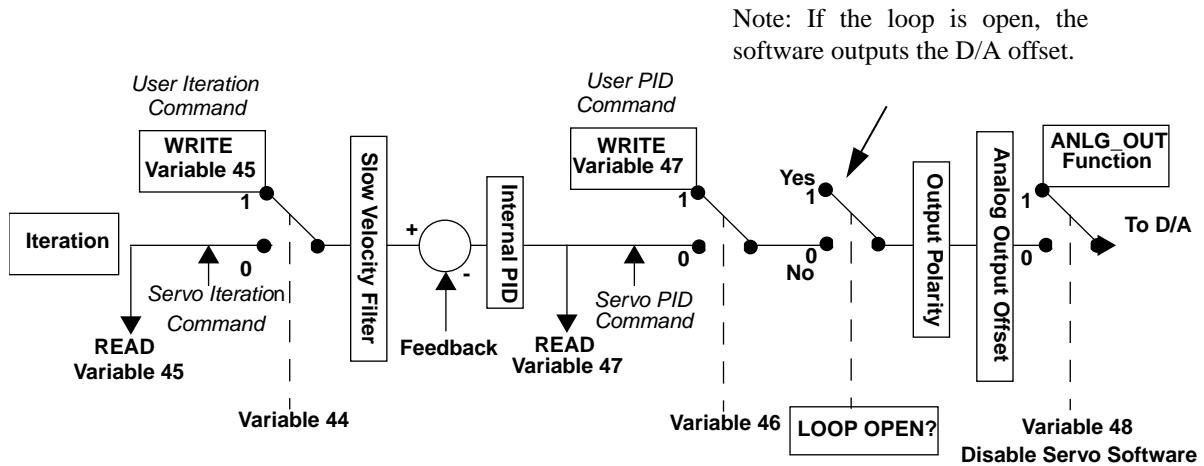 Note: If the loop is open, the
software outputs the D/A offset.
User Iteration
Command
WRITE
Variable 45
1
0
Iteration
Servo Iteration
Command
READ
Variable 45
Variable 44
Slow Velocity Filter
+
-
Feedback
Internal PID
User PID
Command
WRITE
Variable 47
1
0
Servo PID
Command
READ
Variable 47
Variable 46
Yes
1
0
No
LOOP OPEN?
Output Polarity
Analog Output Offset
ANLG_OUT
Function
1
0
To D/A
Variable 48
Disable Servo Software